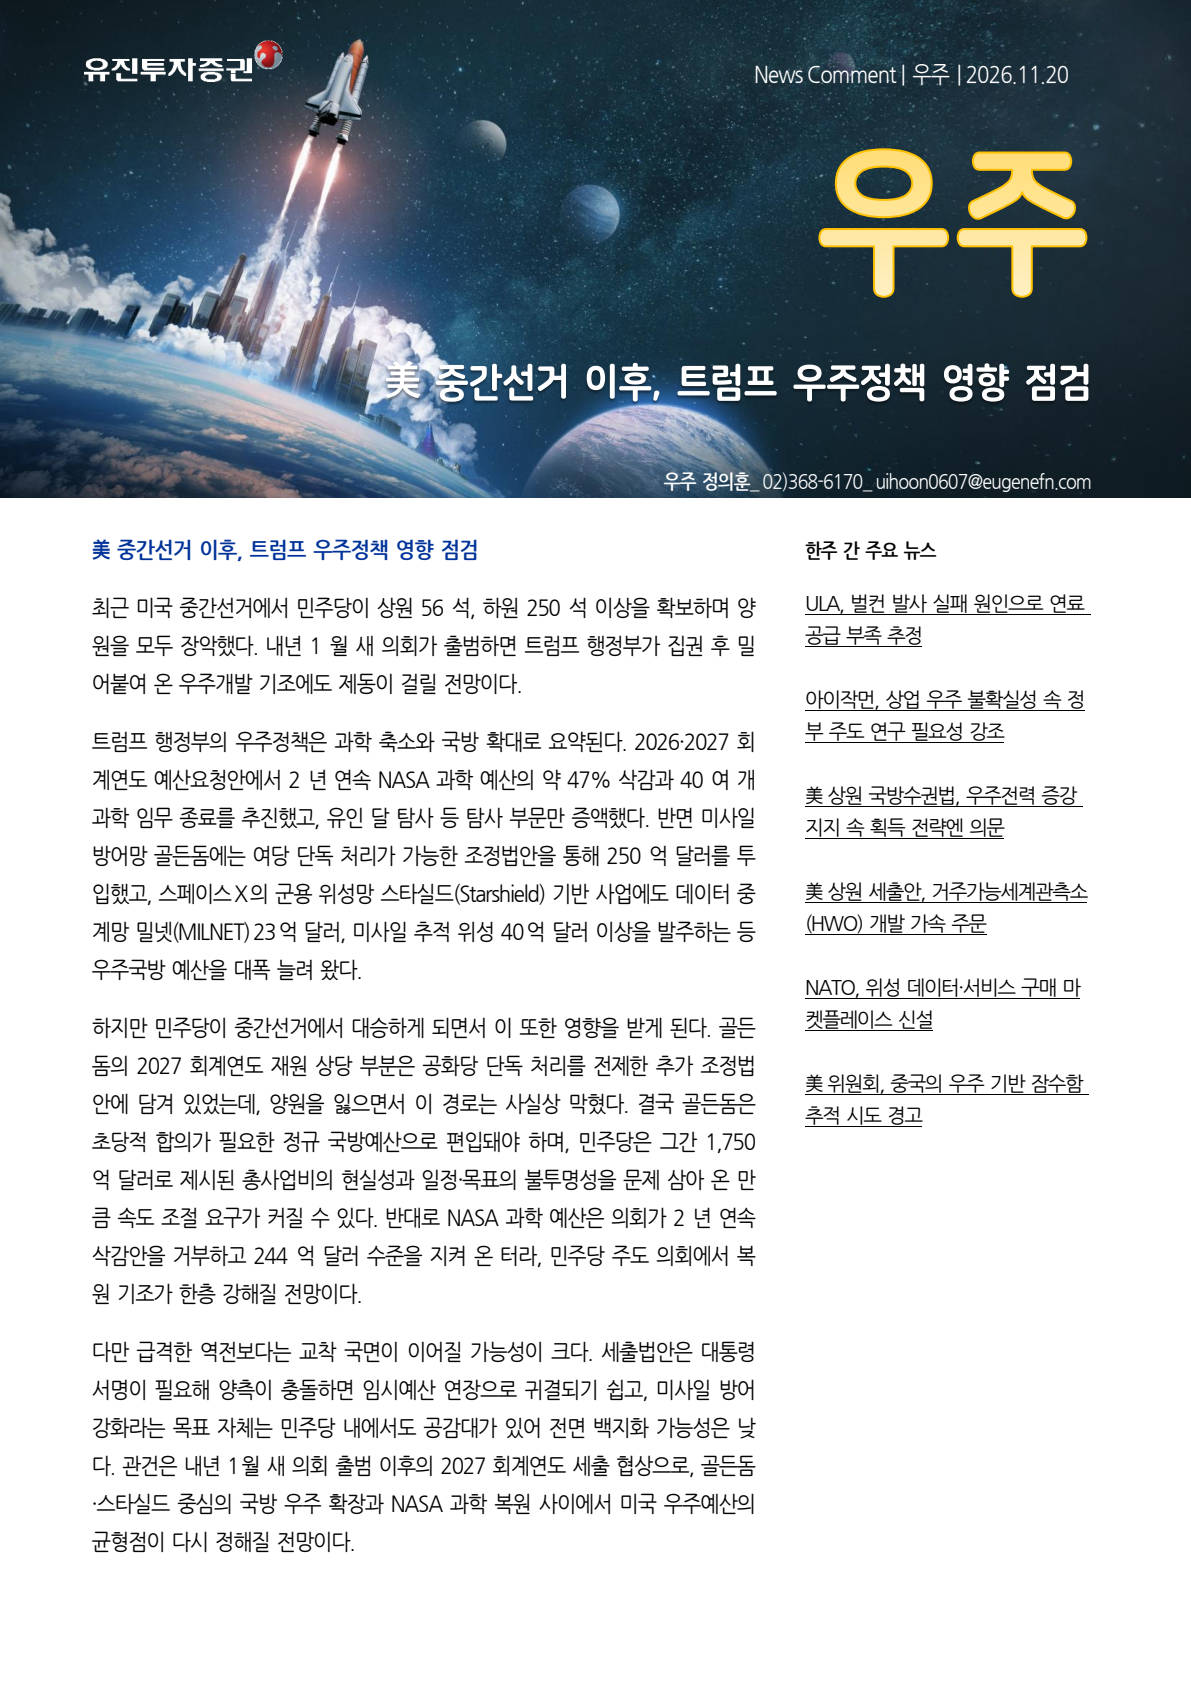 유진투자증권
News Comment | 우주 | 2026.11.20
우주
美 중간선거 이후, 트럼프 우주정책 영향 점검
우주 정의훈_ 02)368-6170_ uihoon0607@eugenefn.com
美 중간선거 이후, 트럼프 우주정책 영향 점검
최근 미국 중간선거에서 민주당이 상원 56 석, 하원 250 석 이상을 확보하며 양
원을 모두 장악했다. 내년 1 월 새 의회가 출범하면 트럼프 행정부가 집권 후 밀
어붙여 온 우주개발 기조에도 제동이 걸릴 전망이다.
트럼프 행정부의 우주정책은 과학 축소와 국방 확대로 요약된다. 2026·2027 회
계연도 예산요청안에서 2 년 연속 NASA 과학 예산의 약 47% 삭감과 40 여 개
과학 임무 종료를 추진했고, 유인 달 탐사 등 탐사 부문만 증액했다. 반면 미사일
방어망 골든돔에는 여당 단독 처리가 가능한 조정법안을 통해 250 억 달러를 투
입했고, 스페이스X의 군용 위성망 스타실드(Starshield) 기반 사업에도 데이터 중
계망 밀넷(MILNET) 23억 달러, 미사일 추적 위성 40억 달러 이상을 발주하는 등
우주국방 예산을 대폭 늘려 왔다.
하지만 민주당이 중간선거에서 대승하게 되면서 이 또한 영향을 받게 된다. 골든
돔의 2027 회계연도 재원 상당 부분은 공화당 단독 처리를 전제한 추가 조정법
안에 담겨 있었는데, 양원을 잃으면서 이 경로는 사실상 막혔다. 결국 골든돔은
초당적 합의가 필요한 정규 국방예산으로 편입돼야 하며, 민주당은 그간 1,750
억 달러로 제시된 총사업비의 현실성과 일정·목표의 불투명성을 문제 삼아 온 만
큼 속도 조절 요구가 커질 수 있다. 반대로 NASA 과학 예산은 의회가 2 년 연속
삭감안을 거부하고 244 억 달러 수준을 지켜 온 터라, 민주당 주도 의회에서 복
원 기조가 한층 강해질 전망이다.
다만 급격한 역전보다는 교착 국면이 이어질 가능성이 크다. 세출법안은 대통령
서명이 필요해 양측이 충돌하면 임시예산 연장으로 귀결되기 쉽고, 미사일 방어
강화라는 목표 자체는 민주당 내에서도 공감대가 있어 전면 백지화 가능성은 낮
다. 관건은 내년 1월 새 의회 출범 이후의 2027 회계연도 세출 협상으로, 골든돔
·스타실드 중심의 국방 우주 확장과 NASA 과학 복원 사이에서 미국 우주예산의
균형점이 다시 정해질 전망이다.
한주 간 주요 뉴스
ULA, 벌컨 발사 실패 원인으로 연료
공급 부족 추정
아이작먼, 상업 우주 불확실성 속 정
부 주도 연구 필요성 강조
美 상원 국방수권법, 우주전력 증강
지지 속 획득 전략엔 의문
美 상원 세출안, 거주가능세계관측소
(HWO) 개발 가속 주문
NATO, 위성 데이터·서비스 구매 마
켓플레이스 신설
美 위원회, 중국의 우주 기반 잠수함
추적 시도 경고